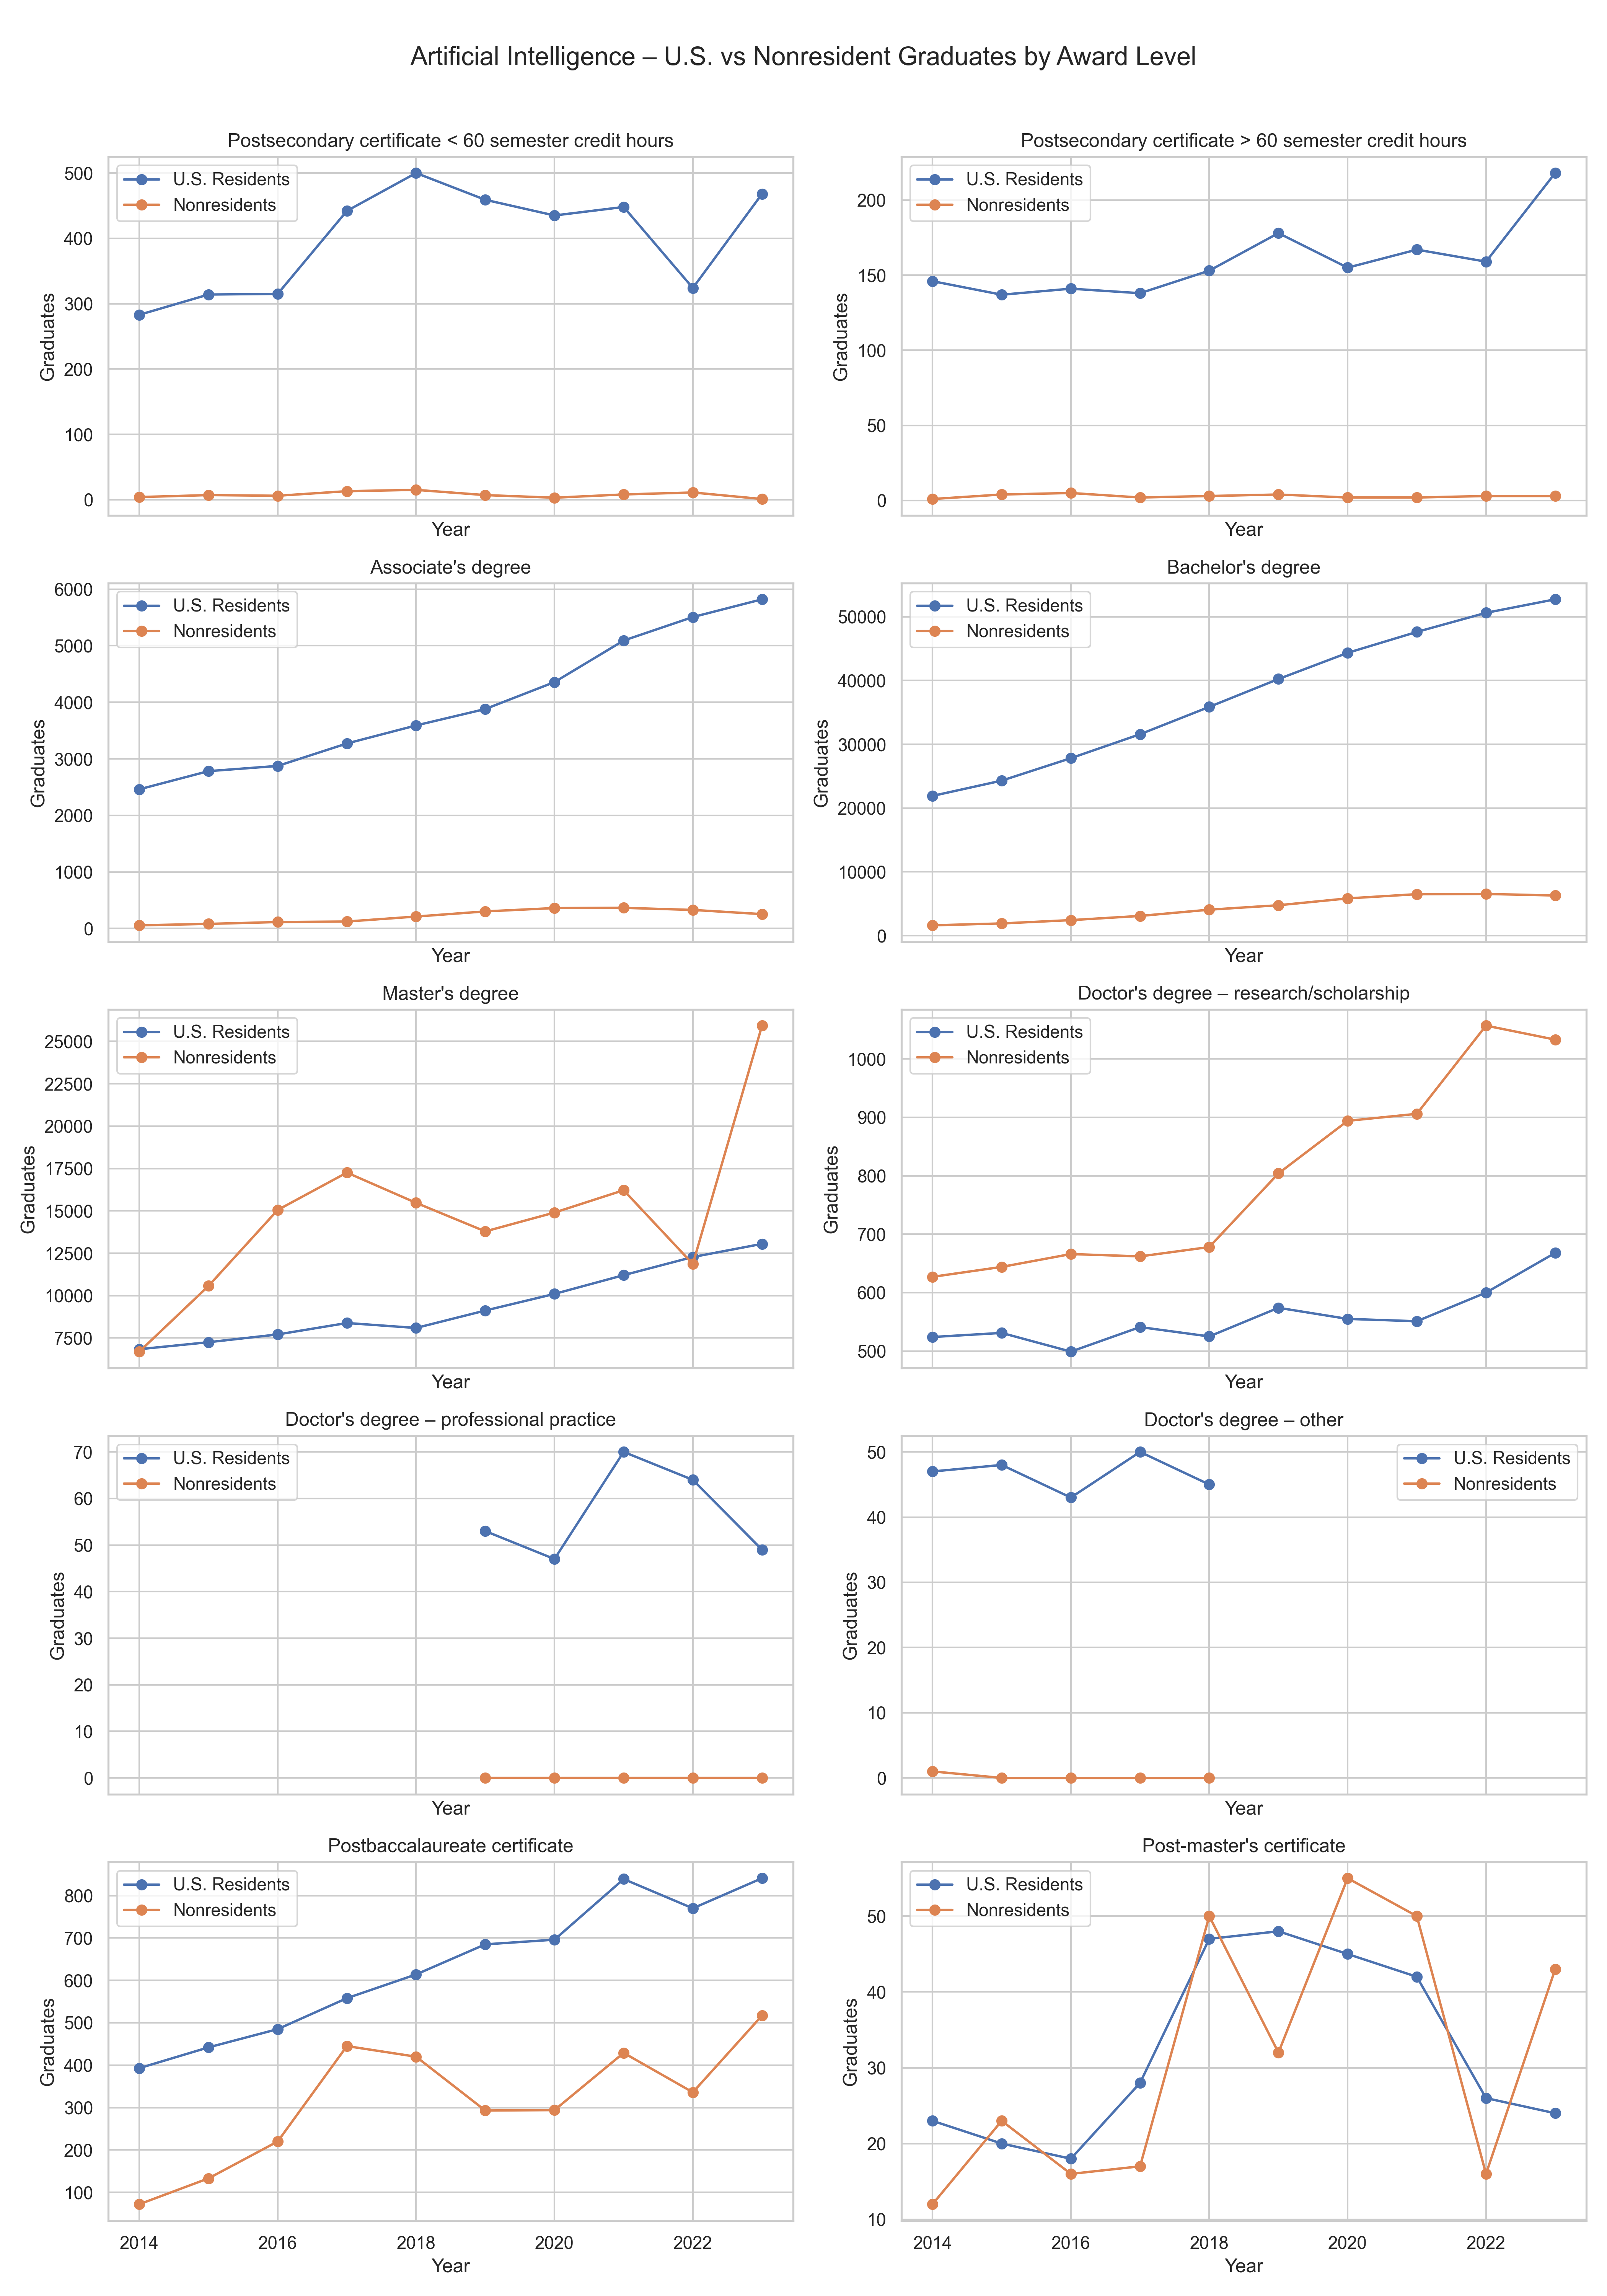 Artificial Intelligence – U.S. vs Nonresident Graduates by Award Level
Postsecondary certificate < 60 semester credit hours
U.S. Residents
Nonresidents
500
400
300
200
100
0
Graduates
Year
Postsecondary certificate > 60 semester credit hours
U.S. Residents
Nonresidents
200
150
100
50
0
Graduates
Year
Associate's degree
U.S. Residents
Nonresidents
6000
5000
4000
3000
2000
1000
0
Graduates
Year
Bachelor's degree
U.S. Residents
Nonresidents
50000
40000
30000
20000
10000
0
Graduates
Year
Master's degree
U.S. Residents
Nonresidents
25000
22500
20000
17500
15000
12500
10000
7500
Graduates
Year
Doctor's degree – research/scholarship
U.S. Residents
Nonresidents
1000
900
800
700
600
500
Graduates
Year
Doctor's degree – professional practice
U.S. Residents
Nonresidents
70
60
50
40
30
20
10
0
Graduates
Year
Doctor's degree – other
U.S. Residents
Nonresidents
50
40
30
20
10
0
Graduates
Year
Postbaccalaureate certificate
U.S. Residents
Nonresidents
800
700
600
500
400
300
200
100
Graduates
2014 2016 2018 2020 2022
Year
Post-master's certificate
U.S. Residents
Nonresidents
50
40
30
20
10
Graduates
2014 2016 2018 2020 2022
Year